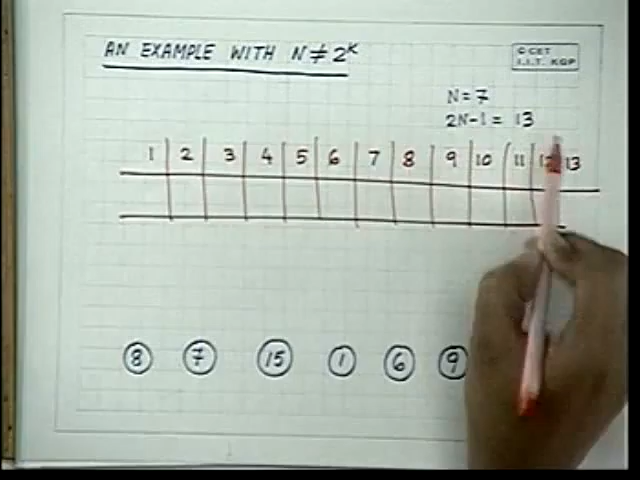 AN EXAMPLE WITH N ≠ 2^K
© CET
I.I.T. KGP
N = 7
2N-1 = 13
1 2 3 4 5 6 7 8 9 10 11 12 13
8 7 15 1 6 9